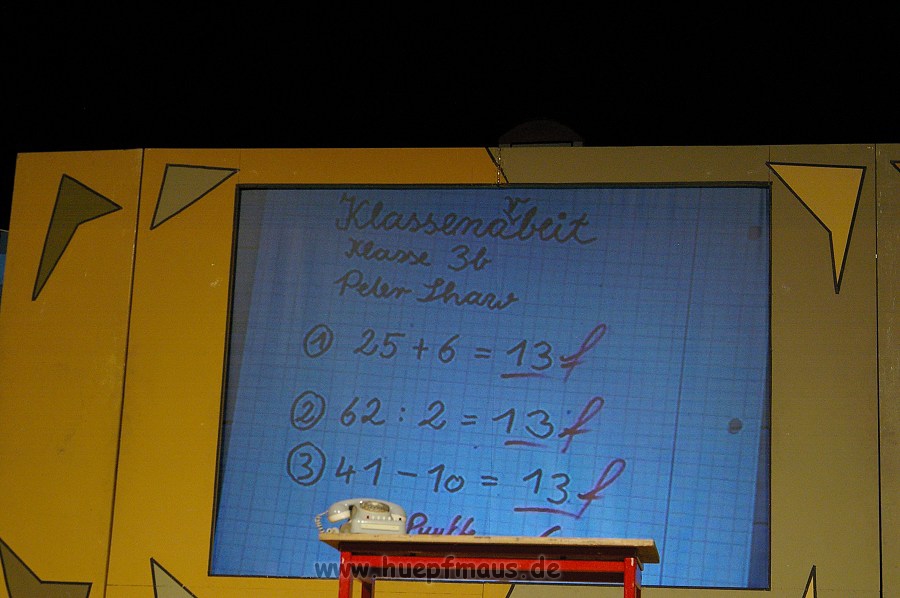 Klassenarbeit
Klasse 3b
Peter Shaw
① 25 + 6 = 13 f
② 62 : 2 = 13 f
③ 41 - 10 = 13 f
www.huepfmaus.de